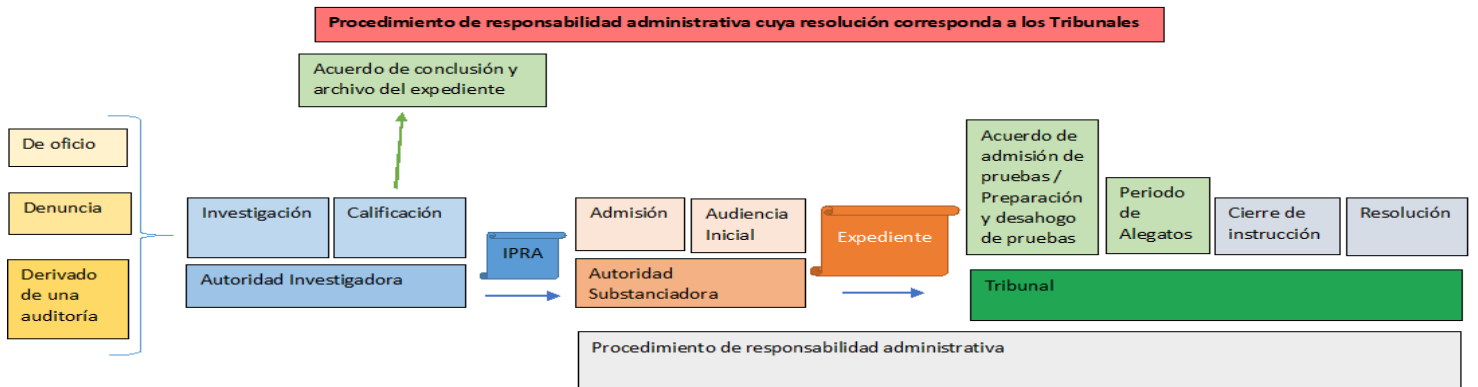 Procedimiento de responsabilidad administrativa cuya resolución corresponda a los Tribunales
Acuerdo de conclusión y
archivo del expediente
De oficio
Denuncia
Derivado
de una
auditoría
Investigación
Calificación
Autoridad Investigadora
IPRA
Admisión
Audiencia
Inicial
Autoridad
Substanciadora
Expediente
Acuerdo de
admisión de
pruebas /
Preparación
y desahogo
de pruebas
Periodo
de
Alegatos
Cierre de
instrucción
Resolución
Tribunal
Procedimiento de responsabilidad administrativa